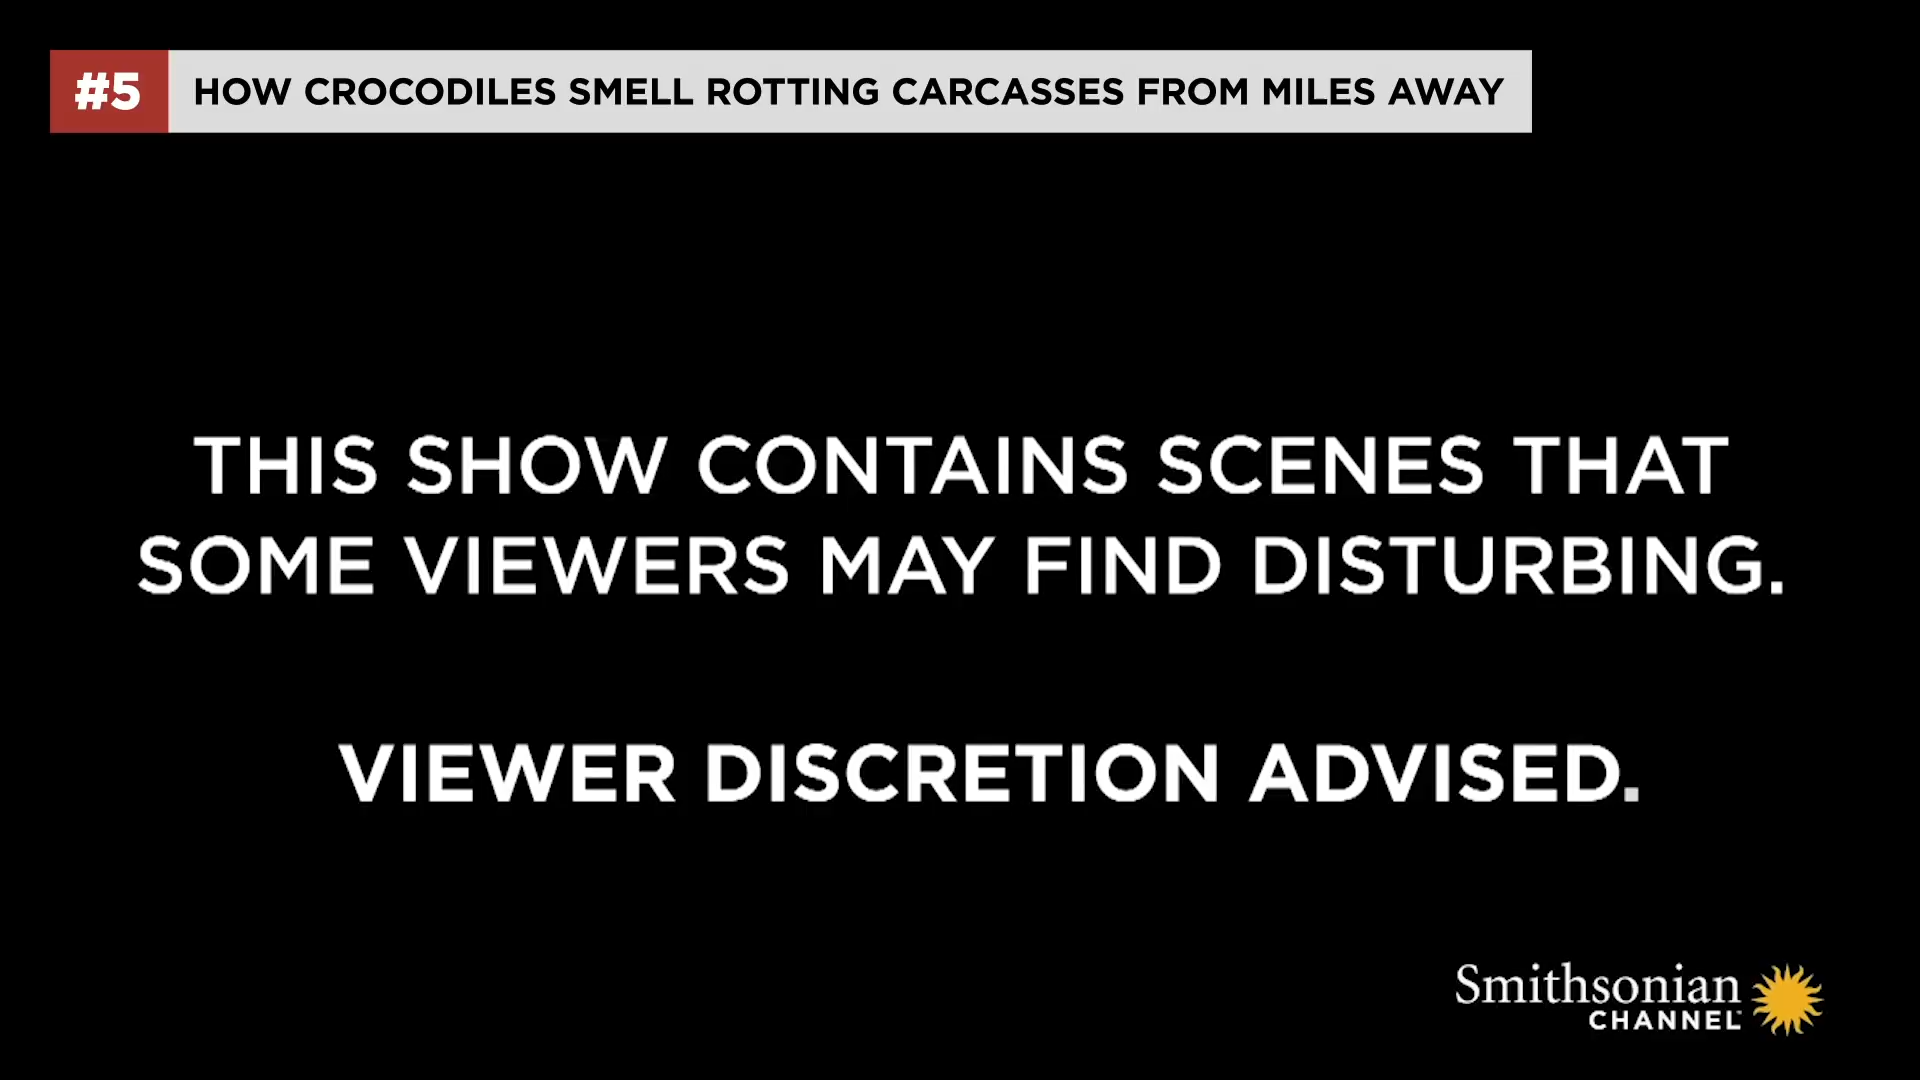 #5 HOW CROCODILES SMELL ROTTING CARCASSES FROM MILES AWAY
THIS SHOW CONTAINS SCENES THAT
SOME VIEWERS MAY FIND DISTURBING.
VIEWER DISCRETION ADVISED.
Smithsonian
CHANNEL